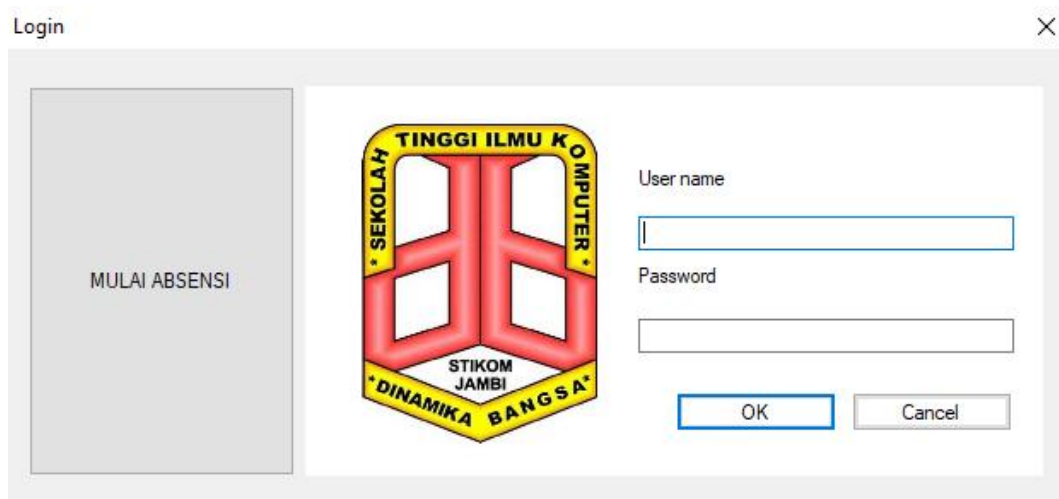 Login
MULAI ABSENSI
* SEKOLAH TINGGI ILMU KOMPUTER *
STIKOM
JAMBI
*DINAMIKA BANGSA*
User name
Password
OK
Cancel